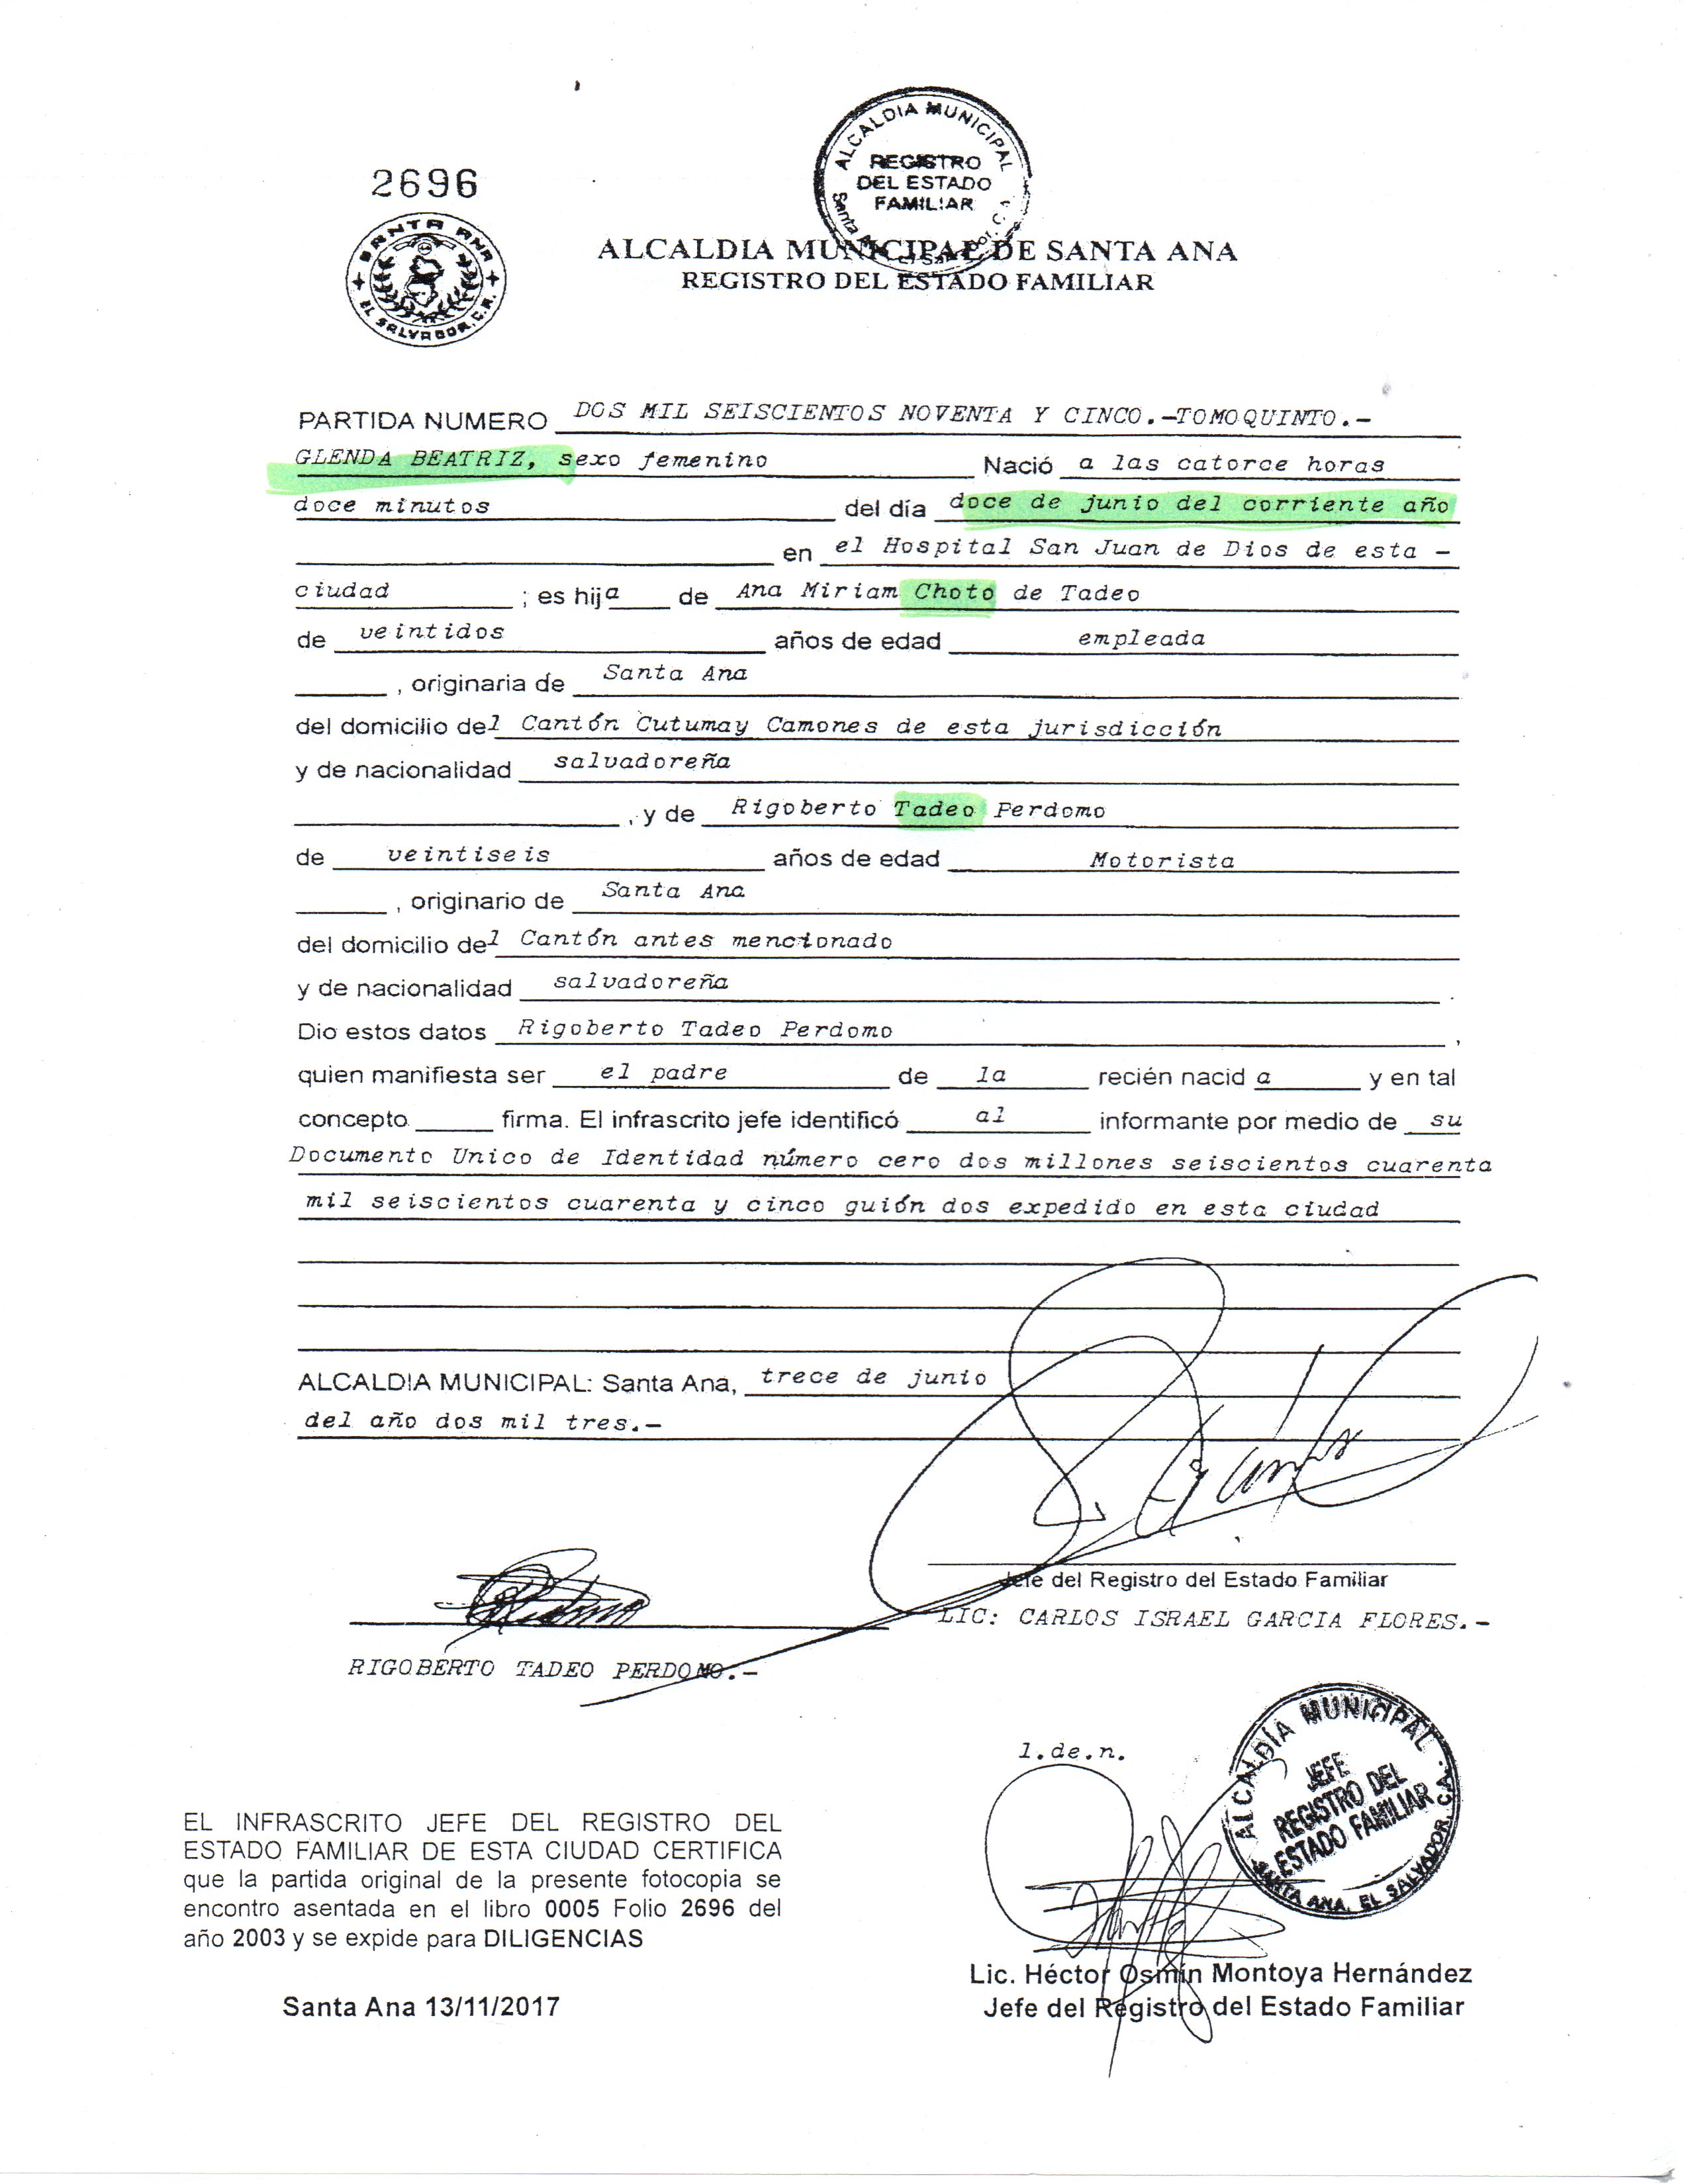 2696
ALCALDIA MUNICIPAL
REGISTRO
DEL ESTADO
FAMILIAR
Santa
SANTA ANA
EL SALVADOR, C.A.
ALCALDIA MUNICIPAL DE SANTA ANA
REGISTRO DEL ESTADO FAMILIAR
PARTIDA NUMERO DOS MIL SEISCIENTOS NOVENTA Y CINCO.-TOMO QUINTO.-
GLENDA BEATRIZ, sexo femenino Nació a las catorce horas
doce minutos del día doce de junio del corriente año
en el Hospital San Juan de Dios de esta -
ciudad ; es hija de Ana Miriam Choto de Tadeo
de veintidos años de edad empleada
, originaria de Santa Ana
del domicilio del Cantón Cutumay Camones de esta jurisdicción
y de nacionalidad salvadoreña
, y de Rigoberto Tadeo Perdomo
de veintiseis años de edad Motorista
, originario de Santa Ana
del domicilio del Cantón antes mencionado
y de nacionalidad salvadoreña .
Dio estos datos Rigoberto Tadeo Perdomo ,
quien manifiesta ser el padre de la recién nacid a y en tal
concepto firma. El infrascrito jefe identificó al informante por medio de su
Documento Unico de Identidad número cero dos millones seiscientos cuarenta
mil seiscientos cuarenta y cinco guión dos expedido en esta ciudad
ALCALDIA MUNICIPAL: Santa Ana, trece de junio
del año dos mil tres.-
Jefe del Registro del Estado Familiar
LIC: CARLOS ISRAEL GARCIA FLORES.-
RIGOBERTO TADEO PERDOMO.-
l.de.n.
ALCALDÍA MUNICIPAL
JEFE
REGISTRO DEL
ESTADO FAMILIAR
SANTA ANA, EL SALVADOR, C.A.
EL INFRASCRITO JEFE DEL REGISTRO DEL
ESTADO FAMILIAR DE ESTA CIUDAD CERTIFICA
que la partida original de la presente fotocopia se
encontro asentada en el libro 0005 Folio 2696 del
año 2003 y se expide para DILIGENCIAS
Santa Ana 13/11/2017
Lic. Héctor Osmín Montoya Hernández
Jefe del Registro del Estado Familiar